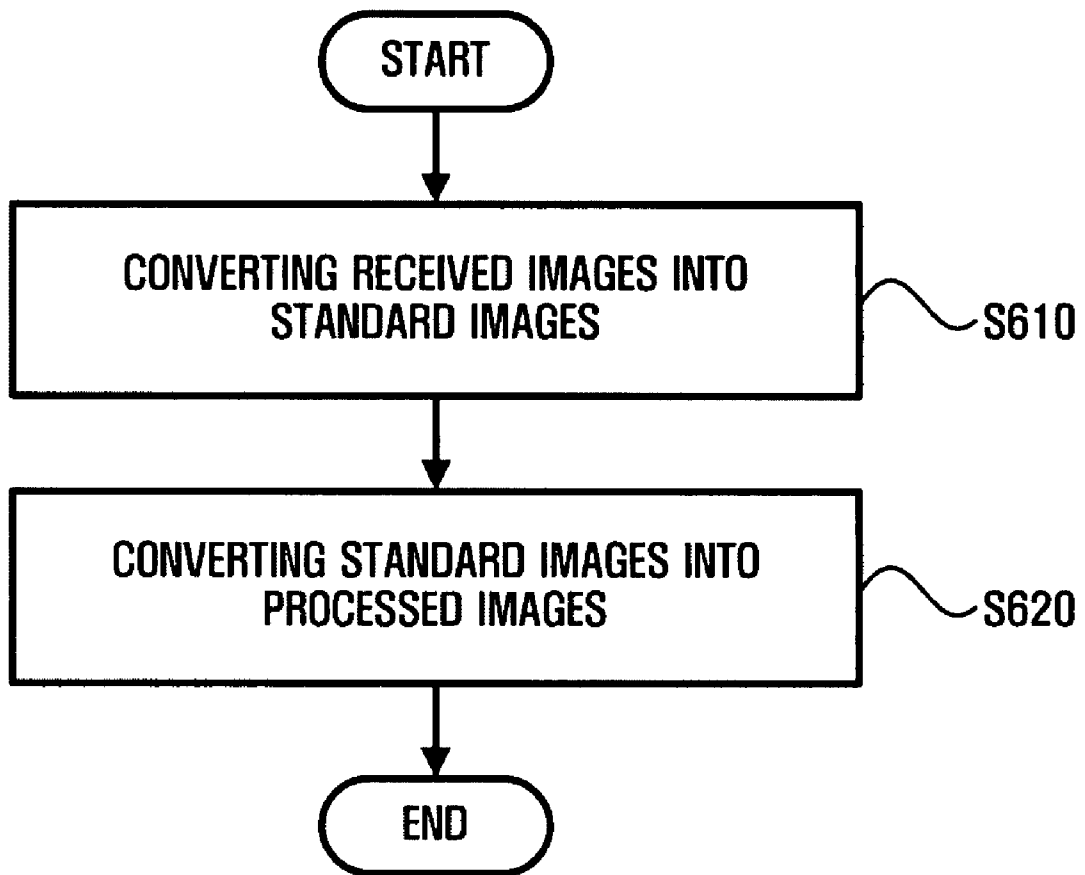 START
CONVERTING RECEIVED IMAGES INTO
STANDARD IMAGES
S610
CONVERTING STANDARD IMAGES INTO
PROCESSED IMAGES
S620
END